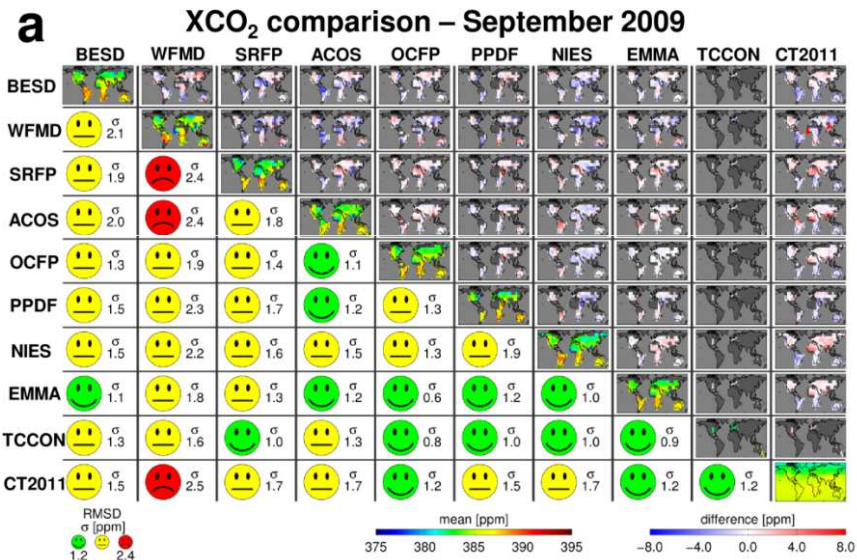 a XCO₂ comparison – September 2009
BESD WFMD SRFP ACOS OCFP PPDF NIES EMMA TCCON CT2011
BESD
WFMD σ 2.1
SRFP σ 1.9 σ 2.4
ACOS σ 2.0 σ 2.4 σ 1.8
OCFP σ 1.3 σ 1.9 σ 1.4 σ 1.1
PPDF σ 1.5 σ 2.3 σ 1.7 σ 1.2 σ 1.3
NIES σ 1.5 σ 2.2 σ 1.6 σ 1.5 σ 1.3 σ 1.9
EMMA σ 1.1 σ 1.8 σ 1.3 σ 1.2 σ 0.6 σ 1.2 σ 1.0
TCCON σ 1.3 σ 1.6 σ 1.0 σ 1.3 σ 0.8 σ 1.0 σ 1.0 σ 0.9
CT2011 σ 1.5 σ 2.5 σ 1.7 σ 1.7 σ 1.2 σ 1.5 σ 1.7 σ 1.2 σ 1.2
RMSD
σ [ppm]
1.2 2.4
mean [ppm]
375 380 385 390 395
difference [ppm]
-8.0 -4.0 0.0 4.0 8.0